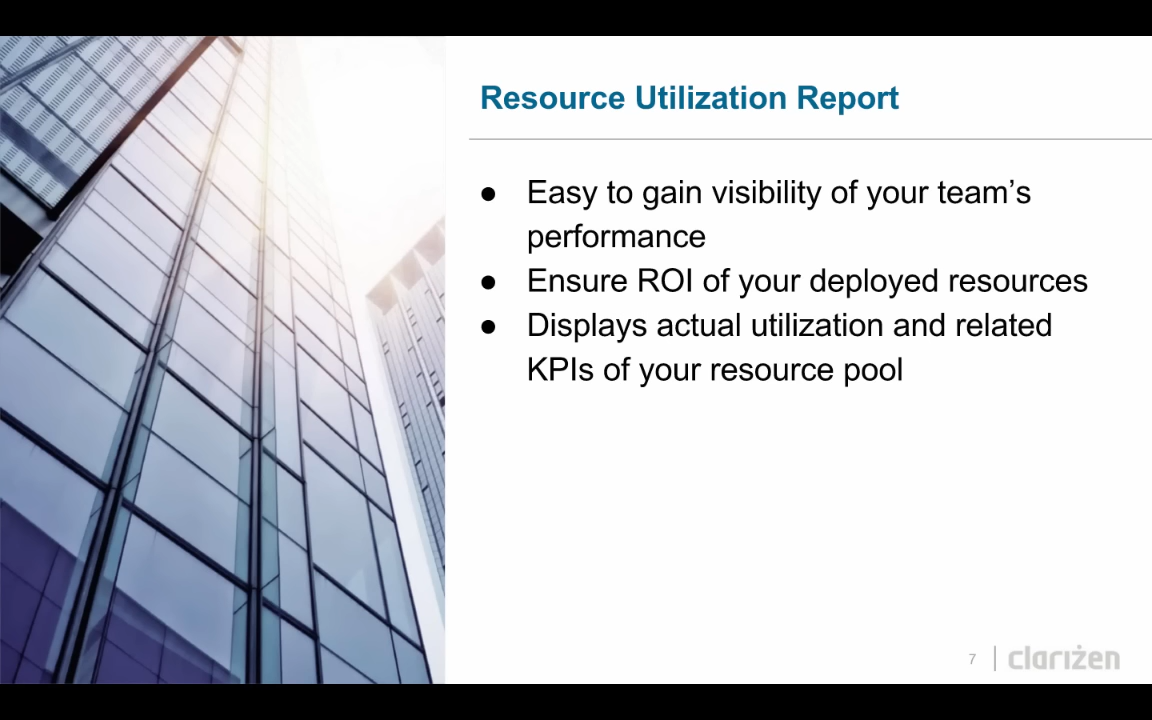 Resource Utilization Report
● Easy to gain visibility of your team’s
performance
● Ensure ROI of your deployed resources
● Displays actual utilization and related
KPIs of your resource pool
7 | clarizen